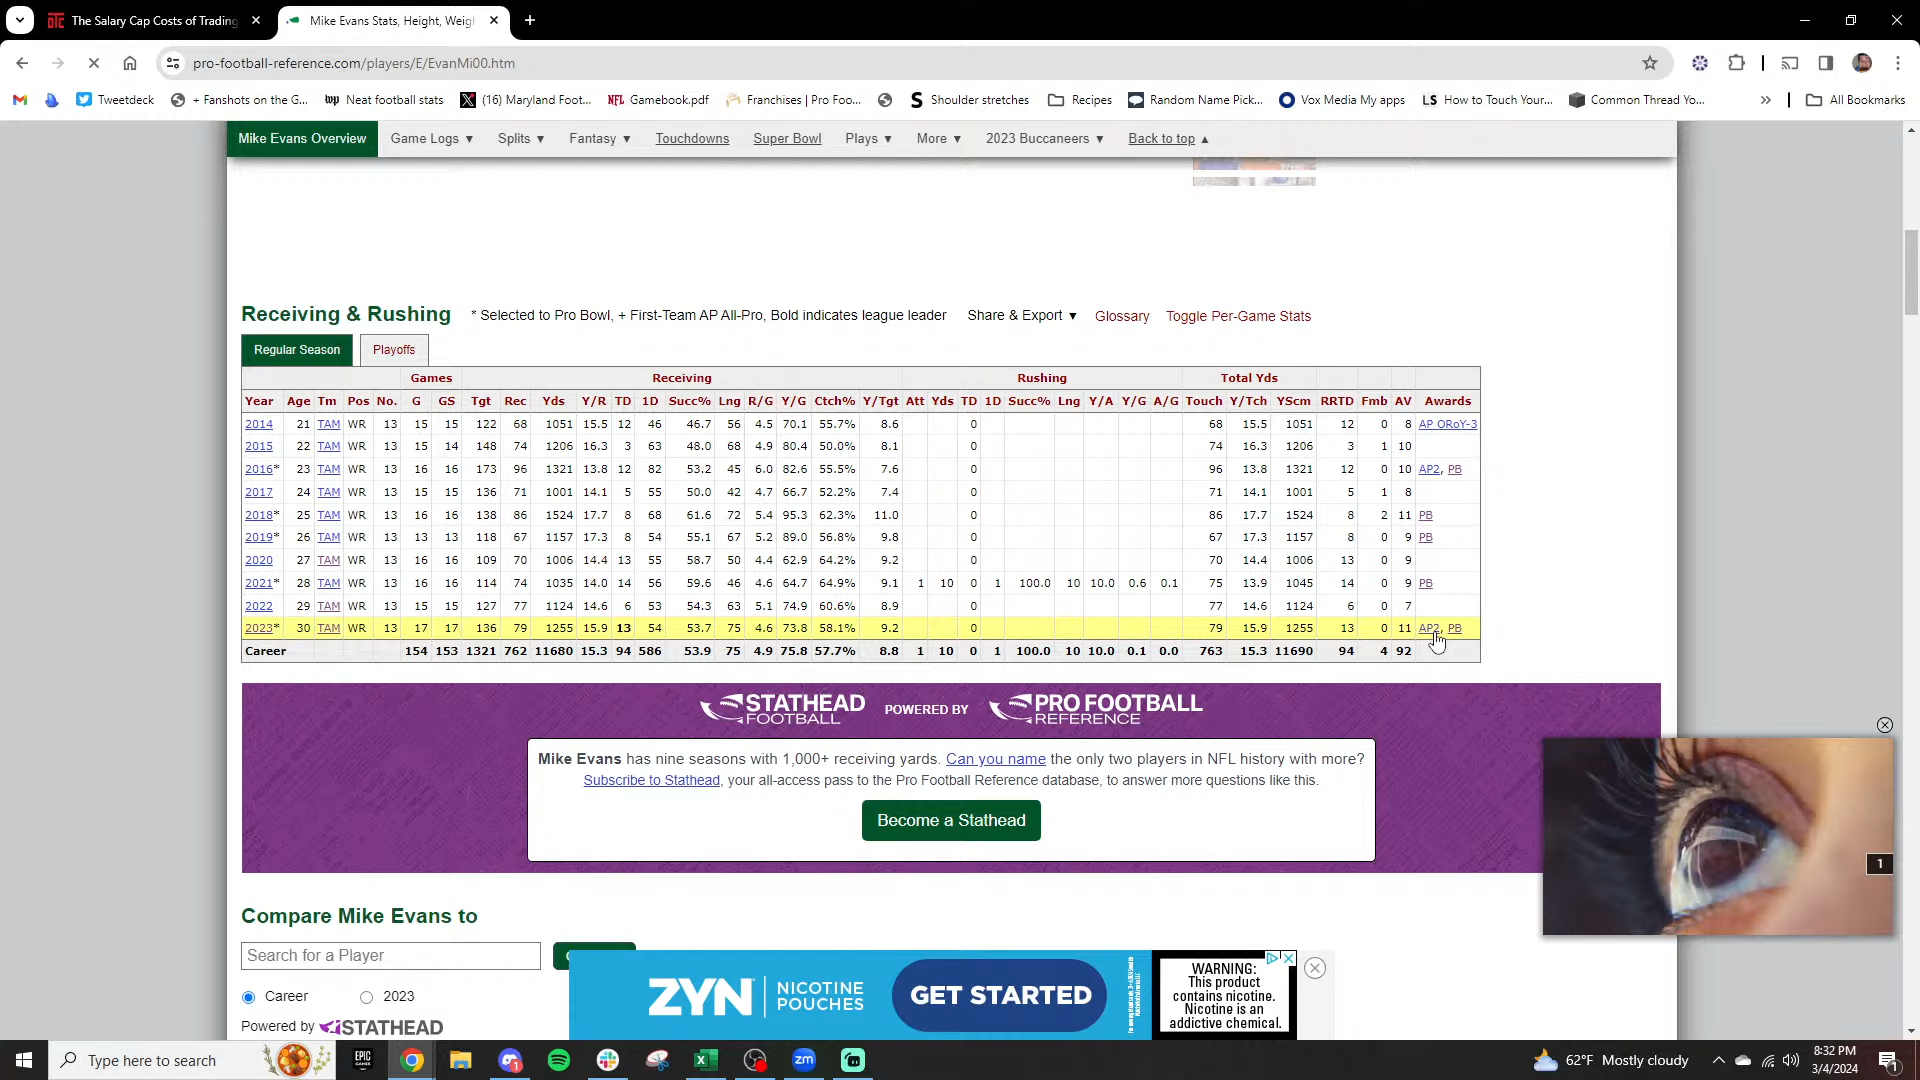 The Salary Cap Costs of Trading
Mike Evans Stats, Height, Weigh
pro-football-reference.com/players/E/EvanMi00.htm
Tweetdeck + Fanshots on the G... Neat football stats (16) Maryland Foot... NFL Gamebook.pdf Franchises | Pro Foo... Shoulder stretches Recipes Random Name Pick... Vox Media My apps LS How to Touch Your... Common Thread Yo... » All Bookmarks
Mike Evans Overview Game Logs ▼ Splits ▼ Fantasy ▼ Touchdowns Super Bowl Plays ▼ More ▼ 2023 Buccaneers ▼ Back to top ▲
Receiving & Rushing * Selected to Pro Bowl, + First-Team AP All-Pro, Bold indicates league leader Share & Export ▼ Glossary Toggle Per-Game Stats
Regular Season Playoffs
Games Receiving Rushing Total Yds
Year Age Tm Pos No. G GS Tgt Rec Yds Y/R TD 1D Succ% Lng R/G Y/G Ctch% Y/Tgt Att Yds TD 1D Succ% Lng Y/A Y/G A/G Touch Y/Tch YScm RRTD Fmb AV Awards
2014 21 TAM WR 13 15 15 122 68 1051 15.5 12 46 46.7 56 4.5 70.1 55.7% 8.6 0 68 15.5 1051 12 0 8 AP ORoY-3
2015 22 TAM WR 13 15 14 148 74 1206 16.3 3 63 48.0 68 4.9 80.4 50.0% 8.1 0 74 16.3 1206 3 1 10
2016* 23 TAM WR 13 16 16 173 96 1321 13.8 12 82 53.2 45 6.0 82.6 55.5% 7.6 0 96 13.8 1321 12 0 10 AP2, PB
2017 24 TAM WR 13 15 15 136 71 1001 14.1 5 55 50.0 42 4.7 66.7 52.2% 7.4 0 71 14.1 1001 5 1 8
2018* 25 TAM WR 13 16 16 138 86 1524 17.7 8 68 61.6 72 5.4 95.3 62.3% 11.0 0 86 17.7 1524 8 2 11 PB
2019* 26 TAM WR 13 13 13 118 67 1157 17.3 8 54 55.1 67 5.2 89.0 56.8% 9.8 0 67 17.3 1157 8 0 9 PB
2020 27 TAM WR 13 16 16 109 70 1006 14.4 13 55 58.7 50 4.4 62.9 64.2% 9.2 0 70 14.4 1006 13 0 9
2021* 28 TAM WR 13 16 16 114 74 1035 14.0 14 56 59.6 46 4.6 64.7 64.9% 9.1 1 10 0 1 100.0 10 10.0 0.6 0.1 75 13.9 1045 14 0 9 PB
2022 29 TAM WR 13 15 15 127 77 1124 14.6 6 53 54.3 63 5.1 74.9 60.6% 8.9 0 77 14.6 1124 6 0 7
2023* 30 TAM WR 13 17 17 136 79 1255 15.9 13 54 53.7 75 4.6 73.8 58.1% 9.2 0 79 15.9 1255 13 0 11 AP2, PB
Career 154 153 1321 762 11680 15.3 94 586 53.9 75 4.9 75.8 57.7% 8.8 1 10 0 1 100.0 10 10.0 0.1 0.0 763 15.3 11690 94 4 92
STATHEAD FOOTBALL POWERED BY PRO FOOTBALL REFERENCE
Mike Evans has nine seasons with 1,000+ receiving yards. Can you name the only two players in NFL history with more?
Subscribe to Stathead, your all-access pass to the Pro Football Reference database, to answer more questions like this.
Become a Stathead
1
Compare Mike Evans to
Search for a Player
Career 2023
Powered by STATHEAD
ZYN NICOTINE POUCHES GET STARTED
WARNING:
This product
contains nicotine.
Nicotine is an
addictive chemical.
Type here to search
62°F Mostly cloudy
8:32 PM
3/4/2024
1